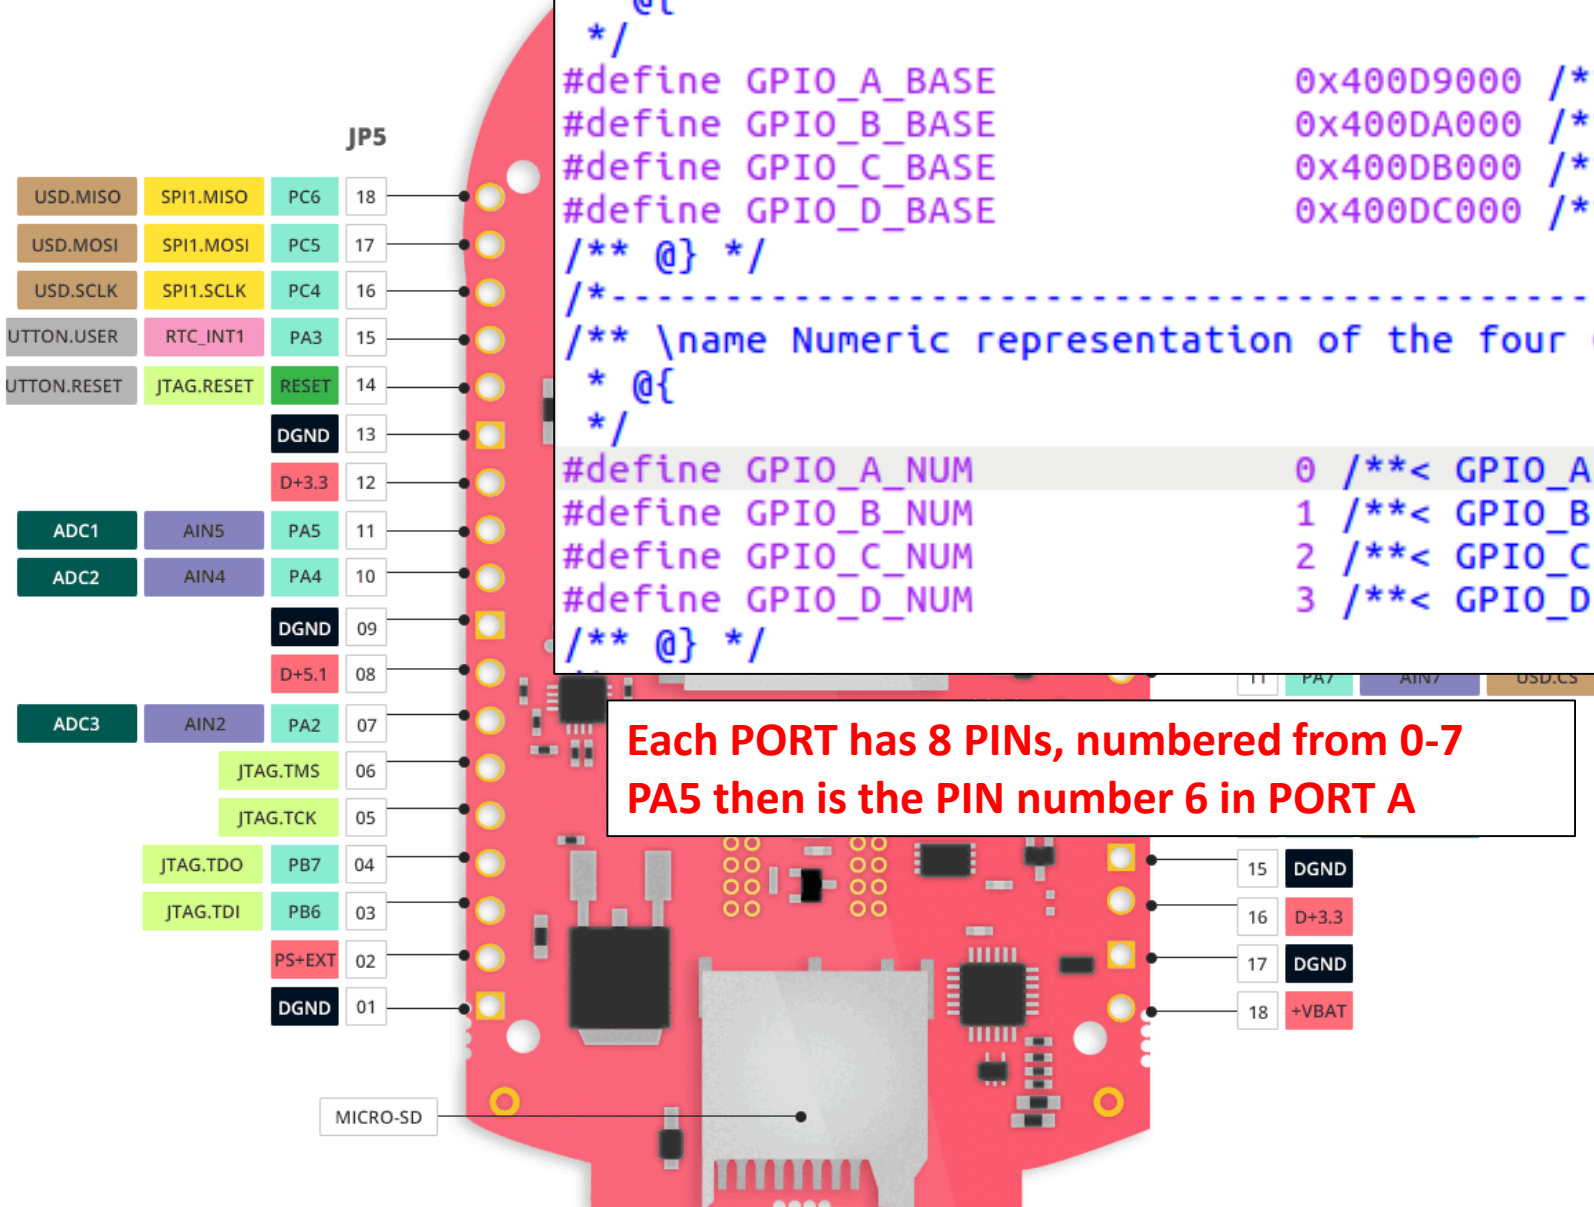 @{
*/
#define GPIO_A_BASE 0x400D9000 /*
#define GPIO_B_BASE 0x400DA000 /*
#define GPIO_C_BASE 0x400DB000 /*
#define GPIO_D_BASE 0x400DC000 /*
/** @} */
/*--------------------------------------------
/** \name Numeric representation of the four
* @{
*/
#define GPIO_A_NUM 0 /**< GPIO_A
#define GPIO_B_NUM 1 /**< GPIO_B
#define GPIO_C_NUM 2 /**< GPIO_C
#define GPIO_D_NUM 3 /**< GPIO_D
/** @} */
JP5
USD.MISO SPI1.MISO PC6 18
USD.MOSI SPI1.MOSI PC5 17
USD.SCLK SPI1.SCLK PC4 16
UTTON.USER RTC_INT1 PA3 15
UTTON.RESET JTAG.RESET RESET 14
DGND 13
D+3.3 12
ADC1 AIN5 PA5 11
ADC2 AIN4 PA4 10
DGND 09
D+5.1 08
ADC3 AIN2 PA2 07
JTAG.TMS 06
JTAG.TCK 05
JTAG.TDO PB7 04
JTAG.TDI PB6 03
PS+EXT 02
DGND 01
MICRO-SD
11 PA7 AIN7 USD.CS
Each PORT has 8 PINs, numbered from 0-7
PA5 then is the PIN number 6 in PORT A
15 DGND
16 D+3.3
17 DGND
18 +VBAT